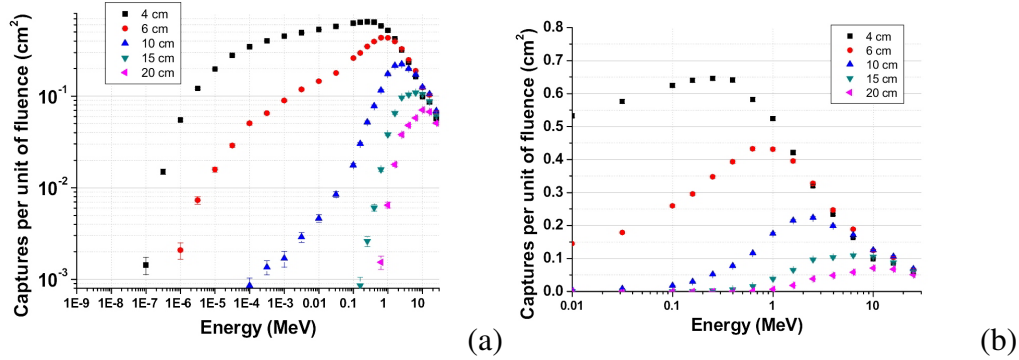 4 cm
6 cm
10 cm
15 cm
20 cm
Captures per unit of fluence (cm²)
10⁻¹
10⁻²
10⁻³
1E-9 1E-8 1E-7 1E-6 1E-5 1E-4 1E-3 0.01 0.1 1 10
Energy (MeV)
(a)
4 cm
6 cm
10 cm
15 cm
20 cm
Captures per unit of fluence (cm²)
0.8
0.7
0.6
0.5
0.4
0.3
0.2
0.1
0.0
0.01 0.1 1 10
Energy (MeV)
(b)